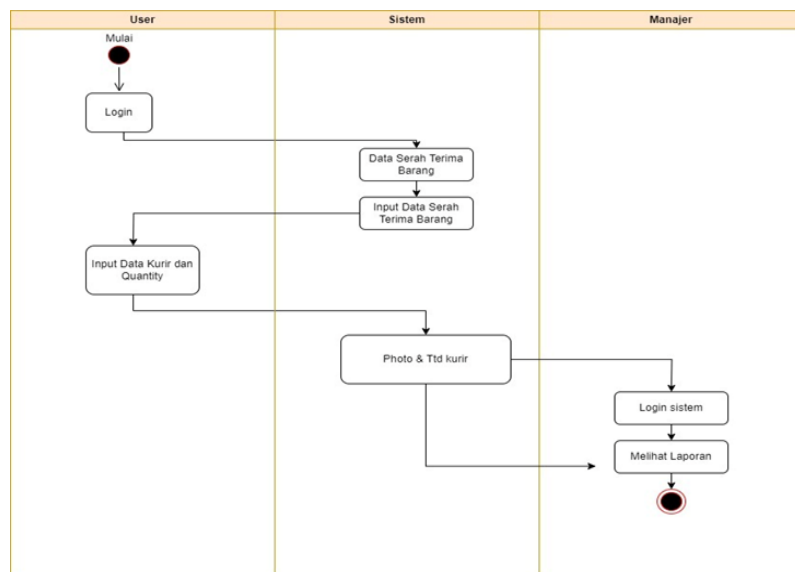 User
Sistem
Manajer
Mulai
Login
Data Serah Terima
Barang
Input Data Serah
Terima Barang
Input Data Kurir dan
Quantity
Photo & Ttd kurir
Login sistem
Melihat Laporan